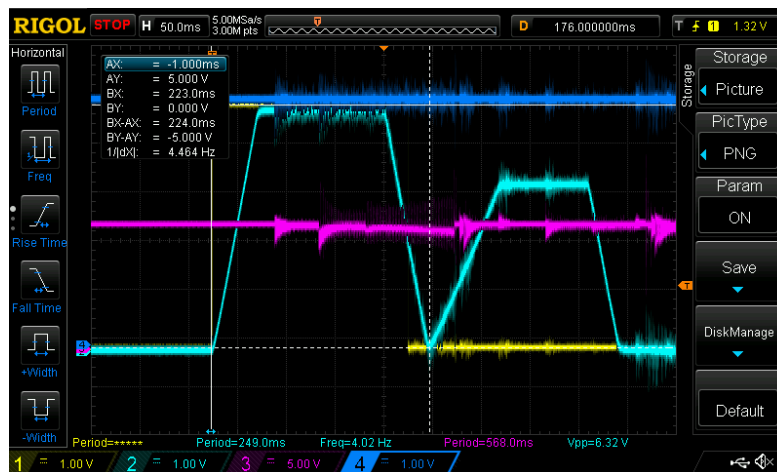 RIGOL STOP H 50.0ms 5.00MSa/s 3.00M pts D 176.000000ms T 1 1.32 V
Horizontal
Period
Freq
Rise Time
Fall Time
+Width
-Width
AX: = -1.000ms
AY: = 5.000 V
BX: = 223.0ms
BY: = 0.000 V
BX-AX: = 224.0ms
BY-AY: = -5.000 V
1/|dX|: = 4.464 Hz
T
Storage
Storage
Picture
PicType
PNG
Param
ON
Save
DiskManage
Default
Period=***** Period=249.0ms Freq=4.02 Hz Period=568.0ms Vpp=6.32 V
1 = 1.00 V 2 = 1.00 V 3 = 5.00 V 4 = 1.00 V